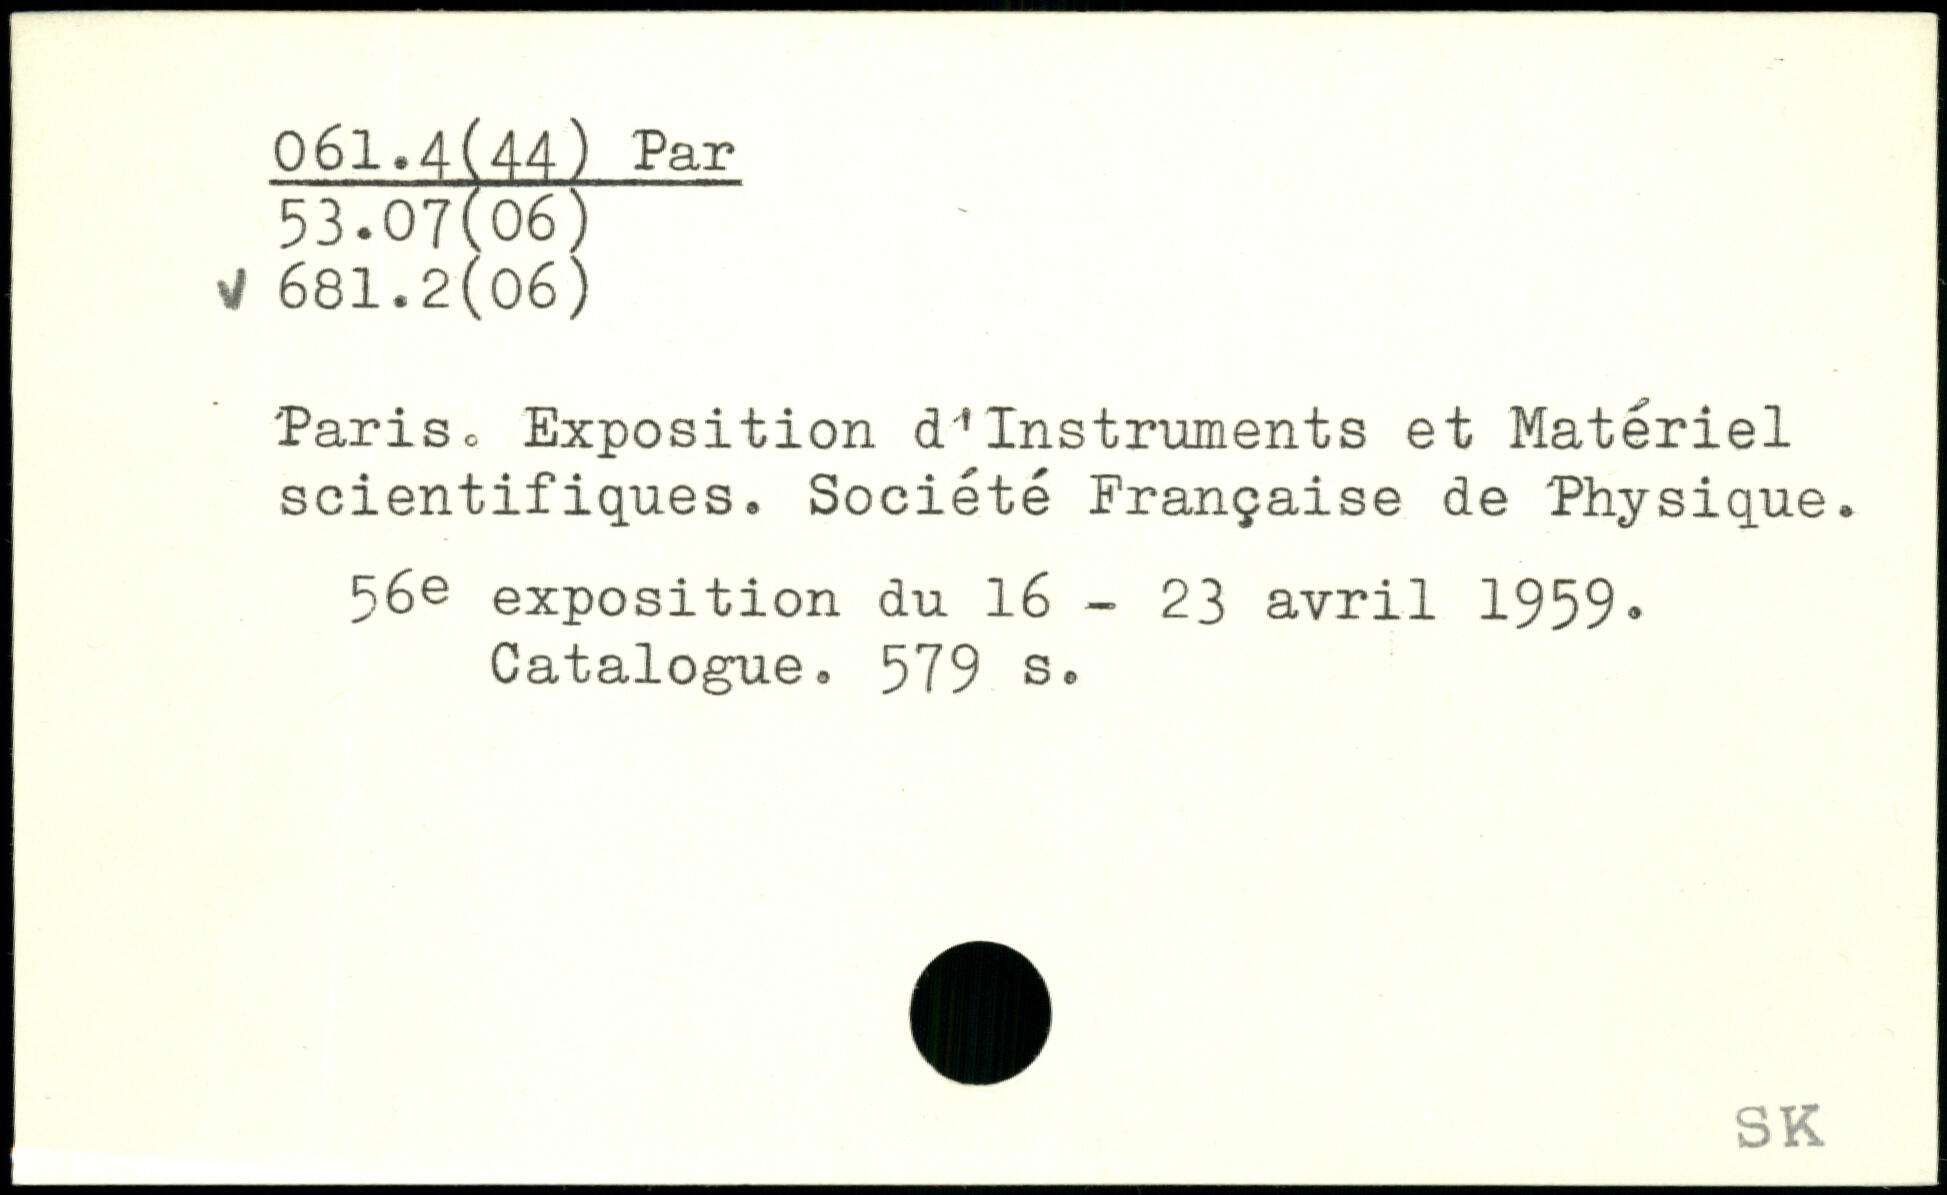 061.4(44) Par
53.07(06)
✓ 681.2(06)
Paris. Exposition d'Instruments et Matériel
scientifiques. Société Française de Physique.
56e exposition du 16 - 23 avril 1959.
Catalogue. 579 s.
SK